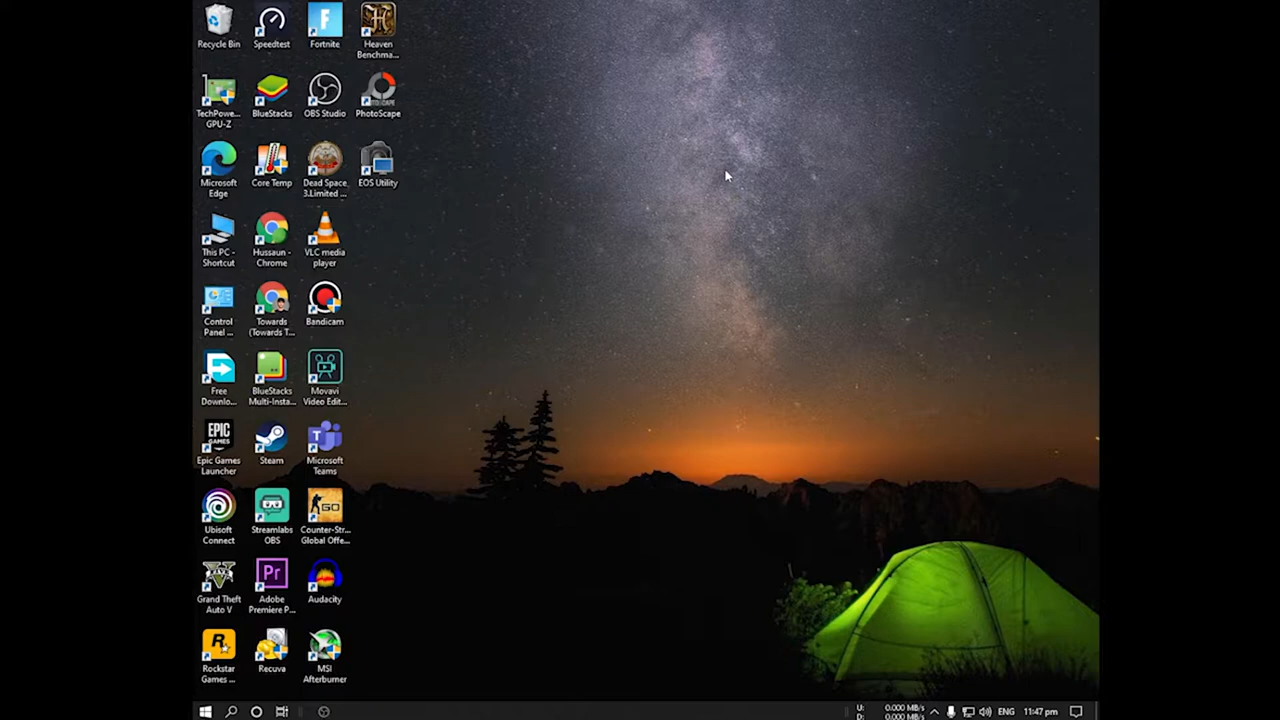 Recycle Bin
Speedtest
Fortnite
Heaven
Benchma...
TechPowe...
GPU-Z
BlueStacks
OBS Studio
PhotoScape
Microsoft
Edge
Core Temp
Dead Space
3.Limited ...
EOS Utility
This PC -
Shortcut
Hussaun -
Chrome
VLC media
player
Control
Panel ...
Towards
(Towards T...
Bandicam
Free
Downlo...
BlueStacks
Multi-Insta...
Movavi
Video Edit...
EPIC
GAMES
Epic Games
Launcher
Steam
Microsoft
Teams
Ubisoft
Connect
Streamlabs
OBS
GO
Counter-Str...
Global Offe...
Grand Theft
Auto V
Pr
Adobe
Premiere P...
Audacity
Rockstar
Games ...
Recuva
MSI
Afterburner
U: 0.000 MB/s
D: 0.000 MB/s
ENG
11:47 pm